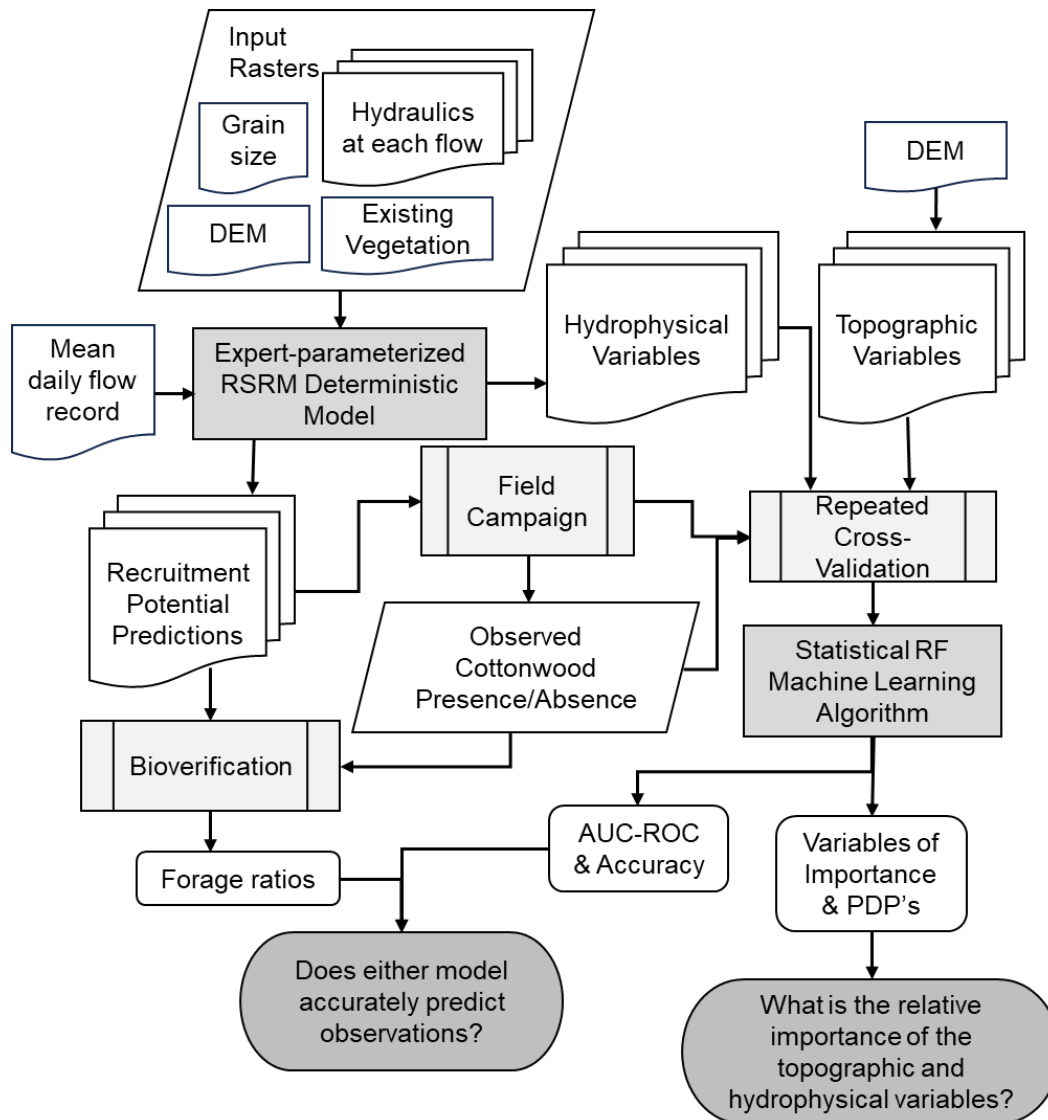 Input
Rasters
Hydraulics
at each flow
Grain
size
DEM
Existing
Vegetation
DEM
Mean
daily flow
record
Expert-parameterized
RSRM Deterministic
Model
Hydrophysical
Variables
Topographic
Variables
Field
Campaign
Repeated
Cross-
Validation
Recruitment
Potential
Predictions
Observed
Cottonwood
Presence/Absence
Statistical RF
Machine Learning
Algorithm
Bioverification
AUC-ROC
& Accuracy
Variables of
Importance
& PDP's
Forage ratios
Does either model
accurately predict
observations?
What is the relative
importance of the
topographic and
hydrophysical variables?